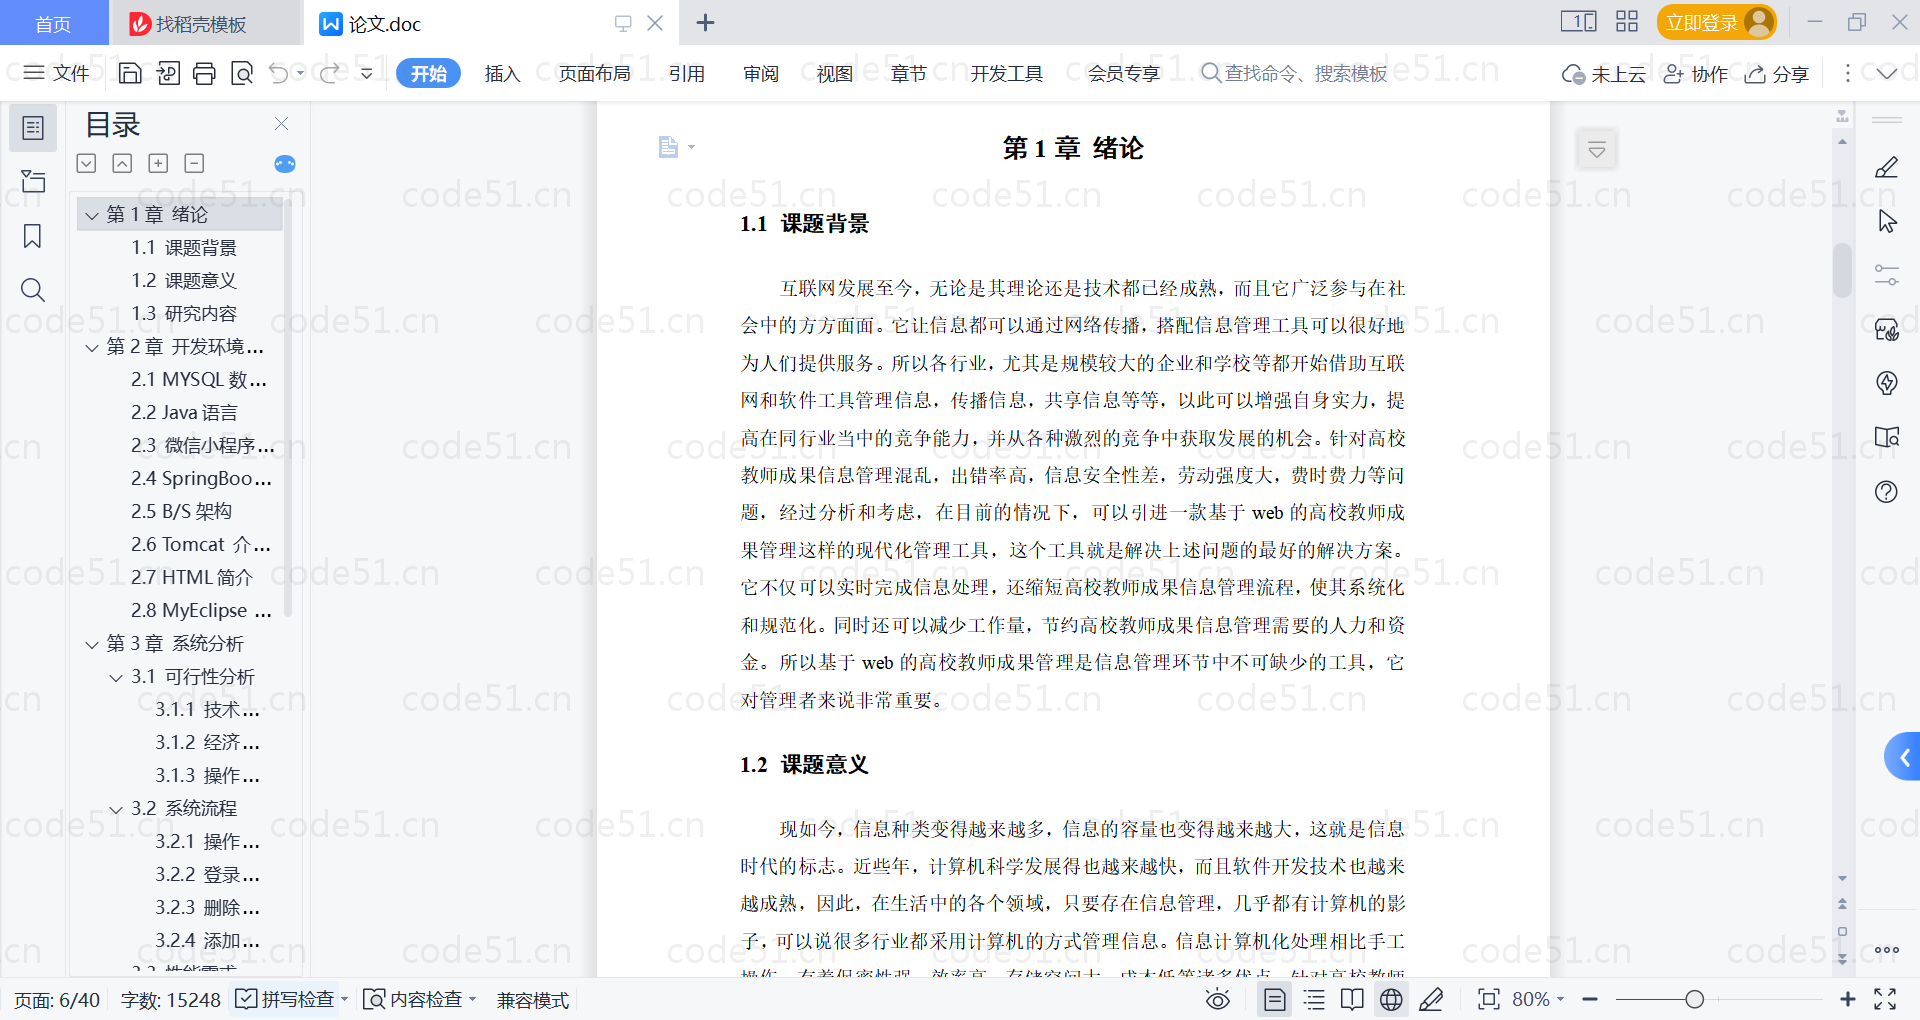 首页
找稻壳模板
论文.doc
立即登录
文件
开始
插入
页面布局
引用
审阅
视图
章节
开发工具
会员专享
查找命令、搜索模板
未上云
协作
分享
目录
第 1 章 绪论
1.1 课题背景
1.2 课题意义
1.3 研究内容
第 2 章 开发环境...
2.1 MYSQL 数...
2.2 Java 语言
2.3 微信小程序...
2.4 SpringBoo...
2.5 B/S 架构
2.6 Tomcat 介...
2.7 HTML 简介
2.8 MyEclipse ...
第 3 章 系统分析
3.1 可行性分析
3.1.1 技术...
3.1.2 经济...
3.1.3 操作...
3.2 系统流程
3.2.1 操作...
3.2.2 登录...
3.2.3 删除...
3.2.4 添加...
第 1 章 绪论
1.1 课题背景
互联网发展至今，无论是其理论还是技术都已经成熟，而且它广泛参与在社
会中的方方面面。它让信息都可以通过网络传播，搭配信息管理工具可以很好地
为人们提供服务。所以各行业，尤其是规模较大的企业和学校等都开始借助互联
网和软件工具管理信息，传播信息，共享信息等等，以此可以增强自身实力，提
高在同行业当中的竞争能力，并从各种激烈的竞争中获取发展的机会。针对高校
教师成果信息管理混乱，出错率高，信息安全性差，劳动强度大，费时费力等问
题，经过分析和考虑，在目前的情况下，可以引进一款基于 web 的高校教师成
果管理这样的现代化管理工具，这个工具就是解决上述问题的最好的解决方案。
它不仅可以实时完成信息处理，还缩短高校教师成果信息管理流程，使其系统化
和规范化。同时还可以减少工作量，节约高校教师成果信息管理需要的人力和资
金。所以基于 web 的高校教师成果管理是信息管理环节中不可缺少的工具，它
对管理者来说非常重要。
1.2 课题意义
现如今，信息种类变得越来越多，信息的容量也变得越来越大，这就是信息
时代的标志。近些年，计算机科学发展得也越来越快，而且软件开发技术也越来
越成熟，因此，在生活中的各个领域，只要存在信息管理，几乎都有计算机的影
子，可以说很多行业都采用计算机的方式管理信息。信息计算机化处理相比手工
页面: 6/40
字数: 15248
拼写检查
内容检查
兼容模式
80%
code51.cn